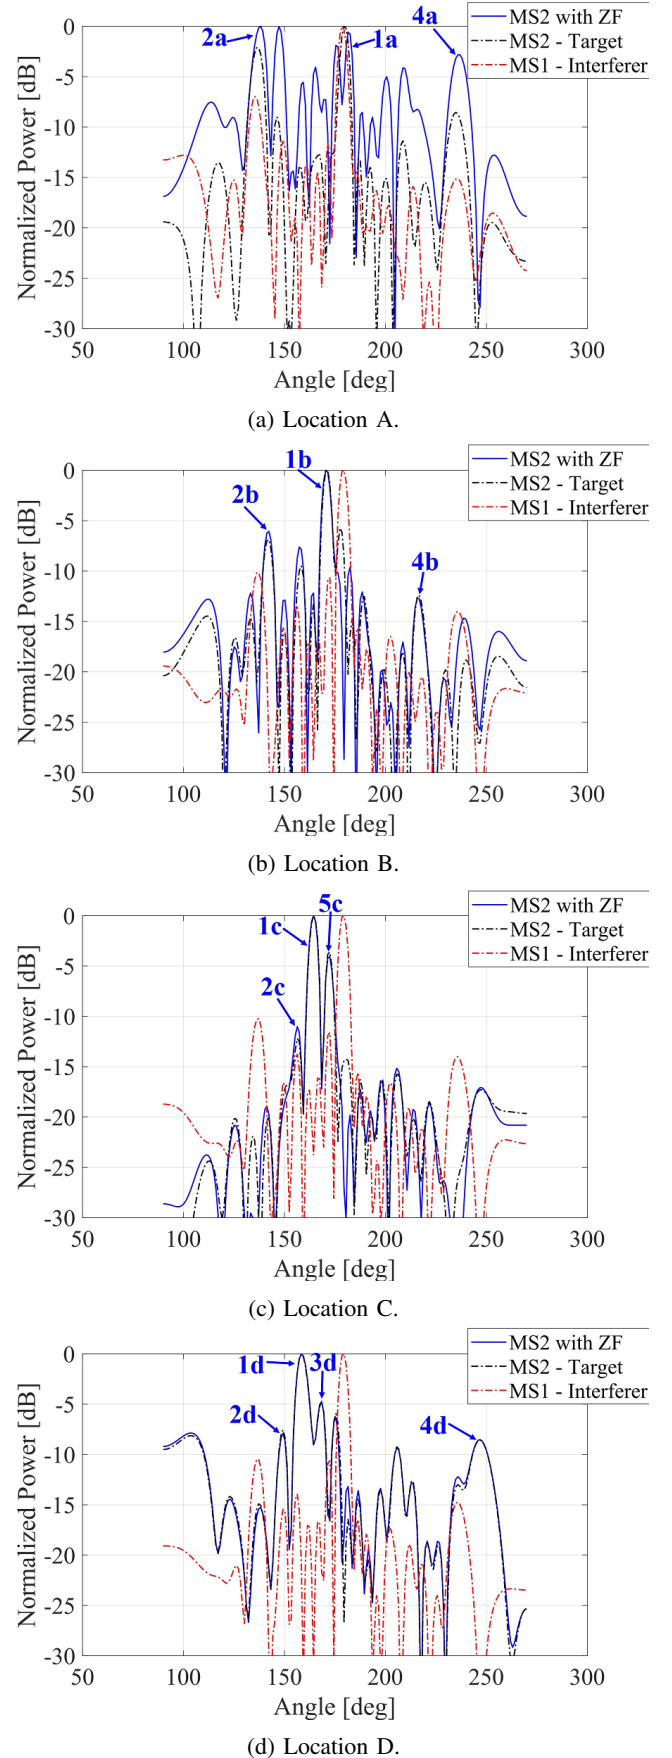 MS2 with ZF
MS2 - Target
MS1 - Interferer
2a
1a
4a
0
-5
-10
-15
-20
-25
-30
Normalized Power [dB]
50 100 150 200 250 300
Angle [deg]
(a) Location A.
MS2 with ZF
MS2 - Target
MS1 - Interferer
1b
2b
4b
0
-5
-10
-15
-20
-25
-30
Normalized Power [dB]
50 100 150 200 250 300
Angle [deg]
(b) Location B.
MS2 with ZF
MS2 - Target
MS1 - Interferer
5c
1c
2c
0
-5
-10
-15
-20
-25
-30
Normalized Power [dB]
50 100 150 200 250 300
Angle [deg]
(c) Location C.
MS2 with ZF
MS2 - Target
MS1 - Interferer
1d
3d
2d
4d
0
-5
-10
-15
-20
-25
-30
Normalized Power [dB]
50 100 150 200 250 300
Angle [deg]
(d) Location D.